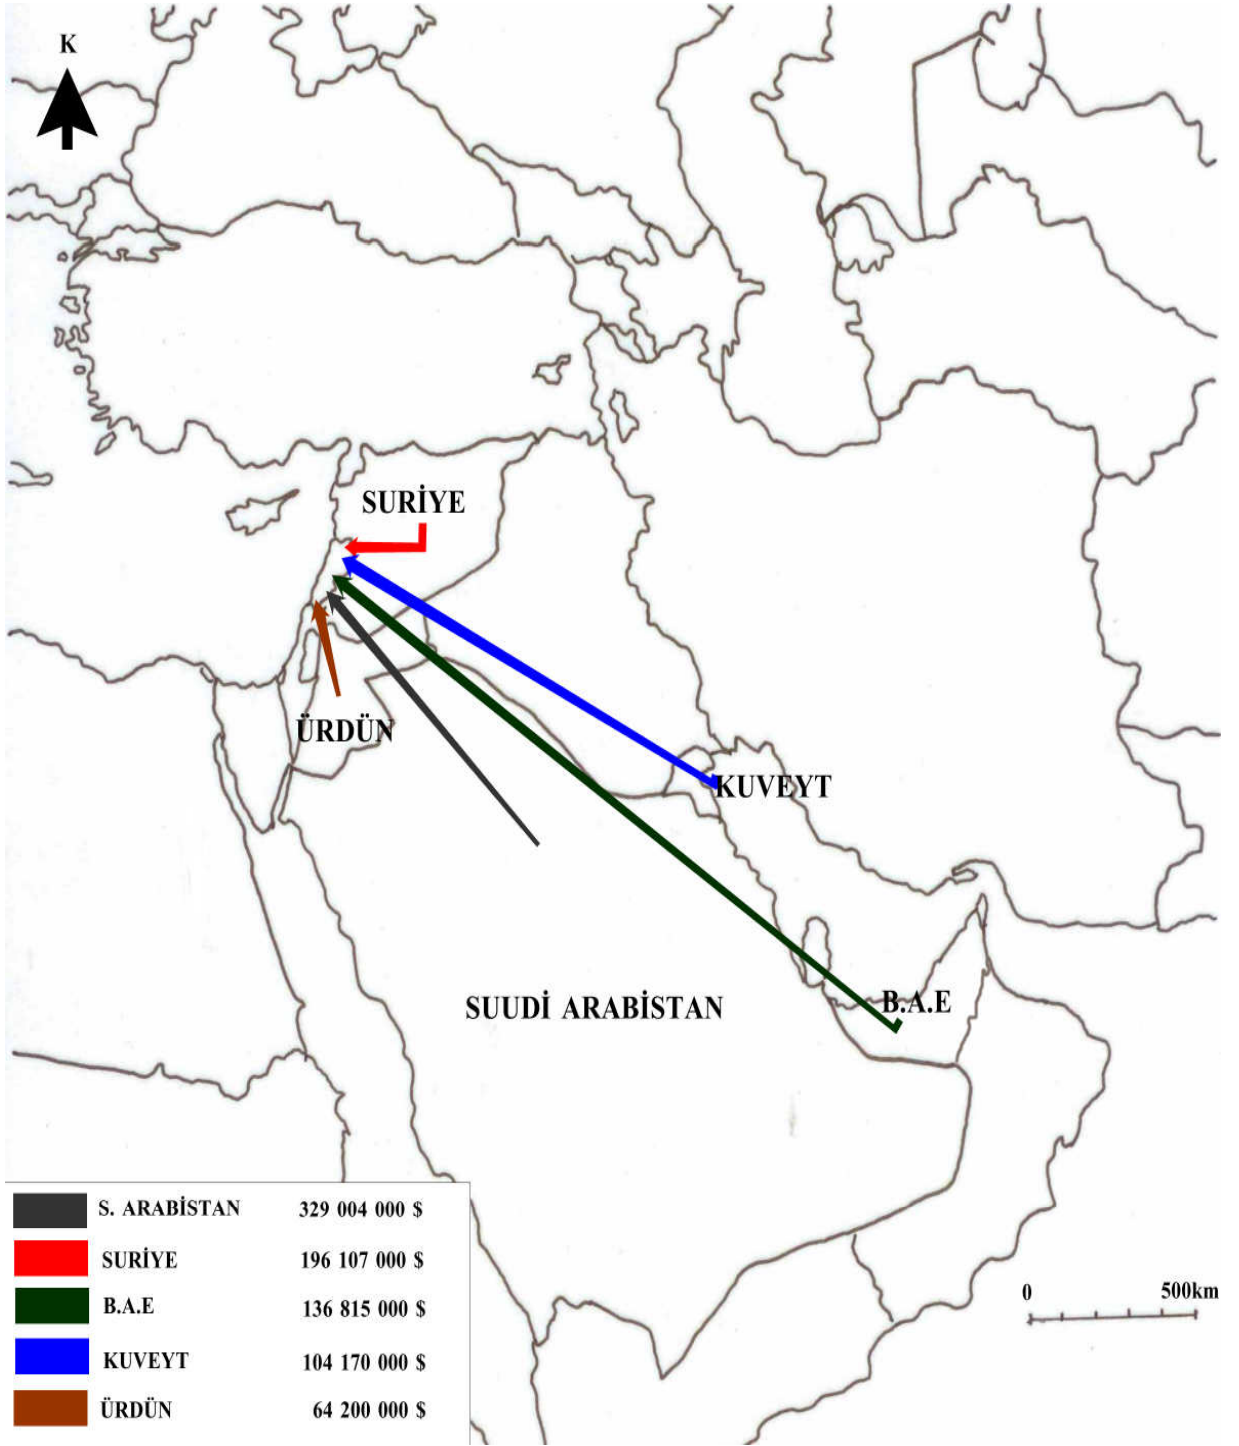 K
SURİYE
ÜRDÜN
KUVEYT
B.A.E
SUUDİ ARABİSTAN
S. ARABİSTAN 329 004 000 $
SURİYE 196 107 000 $
B.A.E 136 815 000 $
KUVEYT 104 170 000 $
ÜRDÜN 64 200 000 $
0 500km